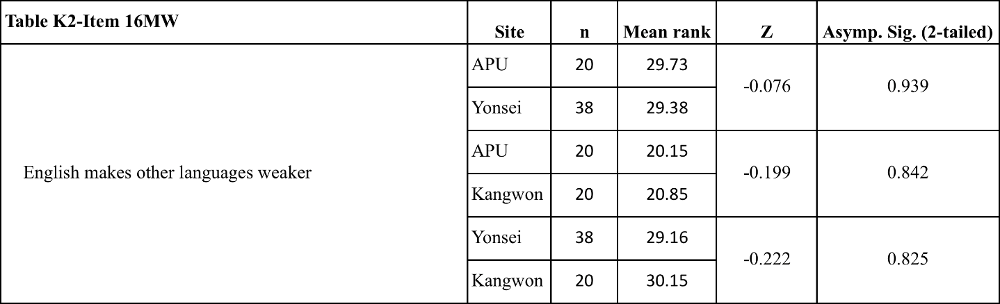 Table K2-Item 16MW Site n Mean rank Z Asymp. Sig. (2-tailed)
English makes other languages weaker
APU 20 29.73
-0.076 0.939
Yonsei 38 29.38
APU 20 20.15
-0.199 0.842
Kangwon 20 20.85
Yonsei 38 29.16
-0.222 0.825
Kangwon 20 30.15